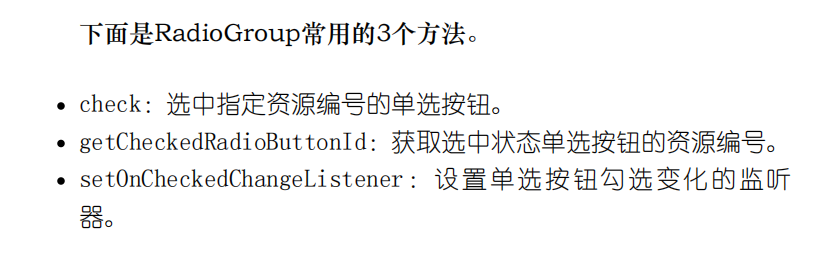 下面是RadioGroup常用的3个方法。
• check：选中指定资源编号的单选按钮。
• getCheckedRadioButtonId：获取选中状态单选按钮的资源编号。
• setOnCheckedChangeListener：设置单选按钮勾选变化的监听
器。